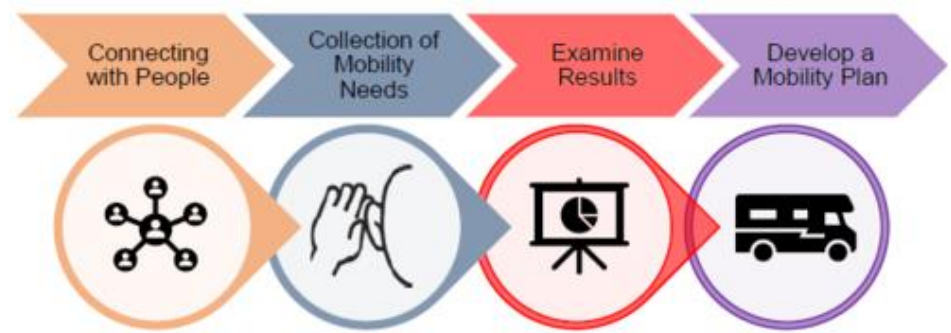 Connecting
with People
Collection of
Mobility
Needs
Examine
Results
Develop a
Mobility Plan